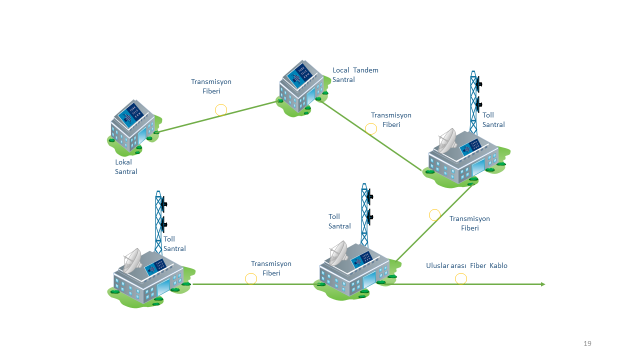 Transmisyon
Fiberi
Local Tandem
Santral
Transmisyon
Fiberi
Toll
Santral
Lokal
Santral
Toll
Santral
Transmisyon
Fiberi
Toll
Santral
Transmisyon
Fiberi
Uluslar arası Fiber Kablo
19